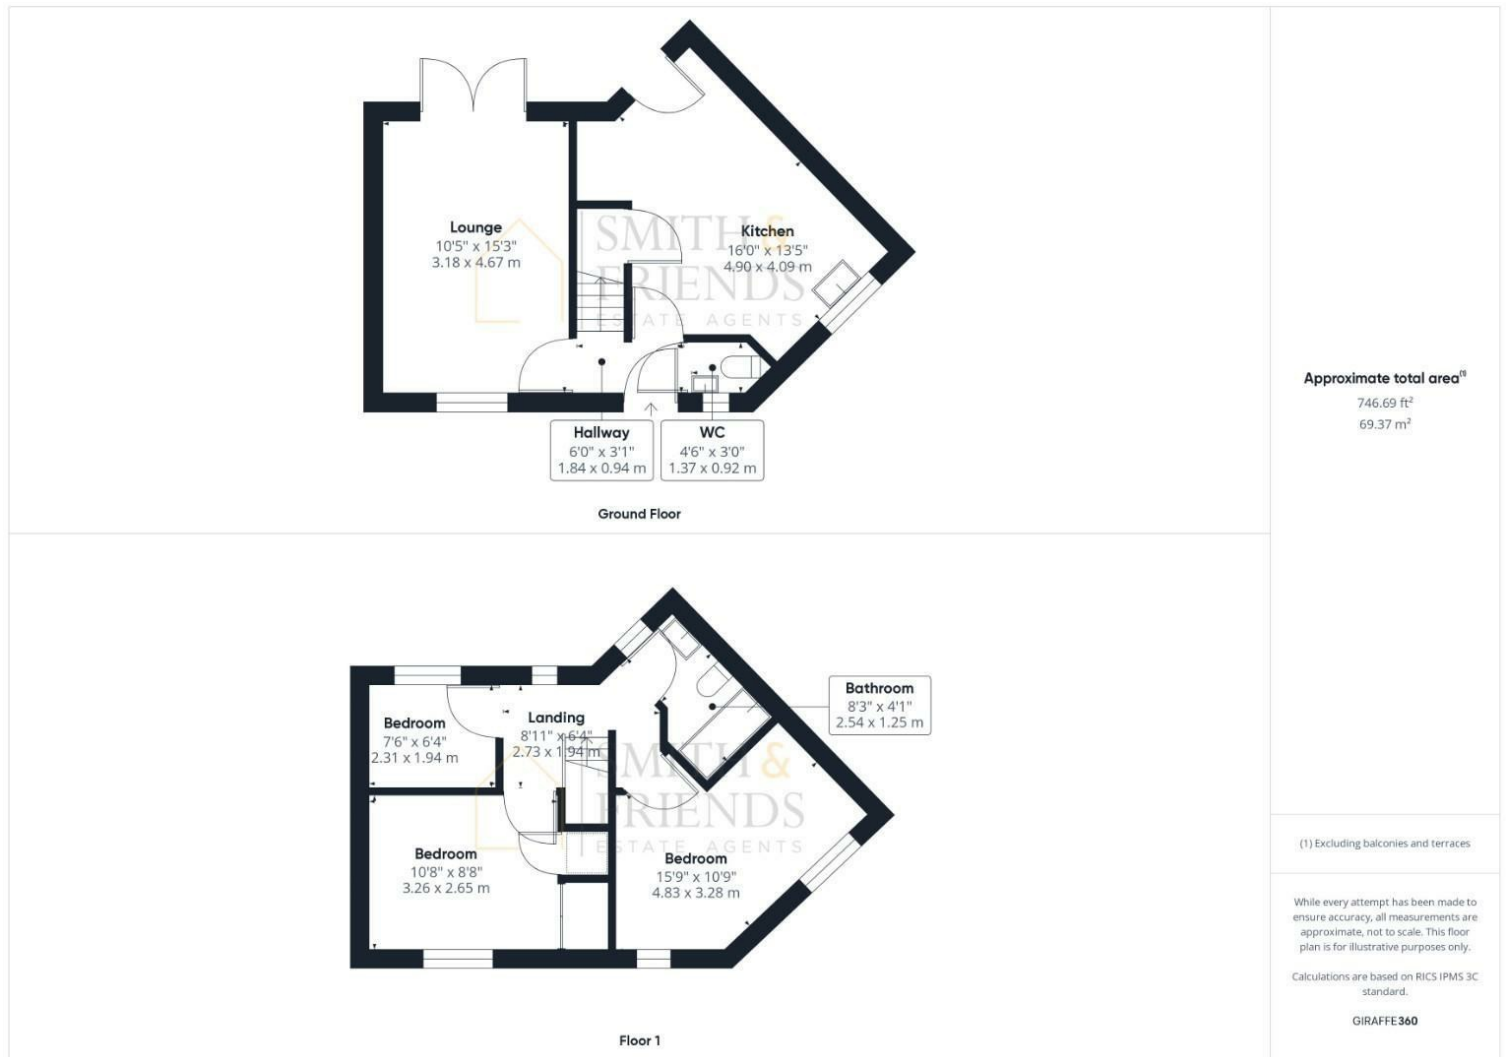 Lounge
10'5" x 15'3"
3.18 x 4.67 m
Kitchen
16'0" x 13'5"
4.90 x 4.09 m
SMITH &
FRIENDS
ESTATE AGENTS
Hallway
6'0" x 3'1"
1.84 x 0.94 m
WC
4'6" x 3'0"
1.37 x 0.92 m
Ground Floor
Approximate total area(1)
746.69 ft²
69.37 m²
Bathroom
8'3" x 4'1"
2.54 x 1.25 m
Bedroom
7'6" x 6'4"
2.31 x 1.94 m
Landing
8'11" x 6'4"
2.73 x 1.94 m
SMITH &
FRIENDS
ESTATE AGENTS
Bedroom
10'8" x 8'8"
3.26 x 2.65 m
Bedroom
15'9" x 10'9"
4.83 x 3.28 m
Floor 1
(1) Excluding balconies and terraces
While every attempt has been made to
ensure accuracy, all measurements are
approximate, not to scale. This floor
plan is for illustrative purposes only.
Calculations are based on RICS IPMS 3C
standard.
GIRAFFE360